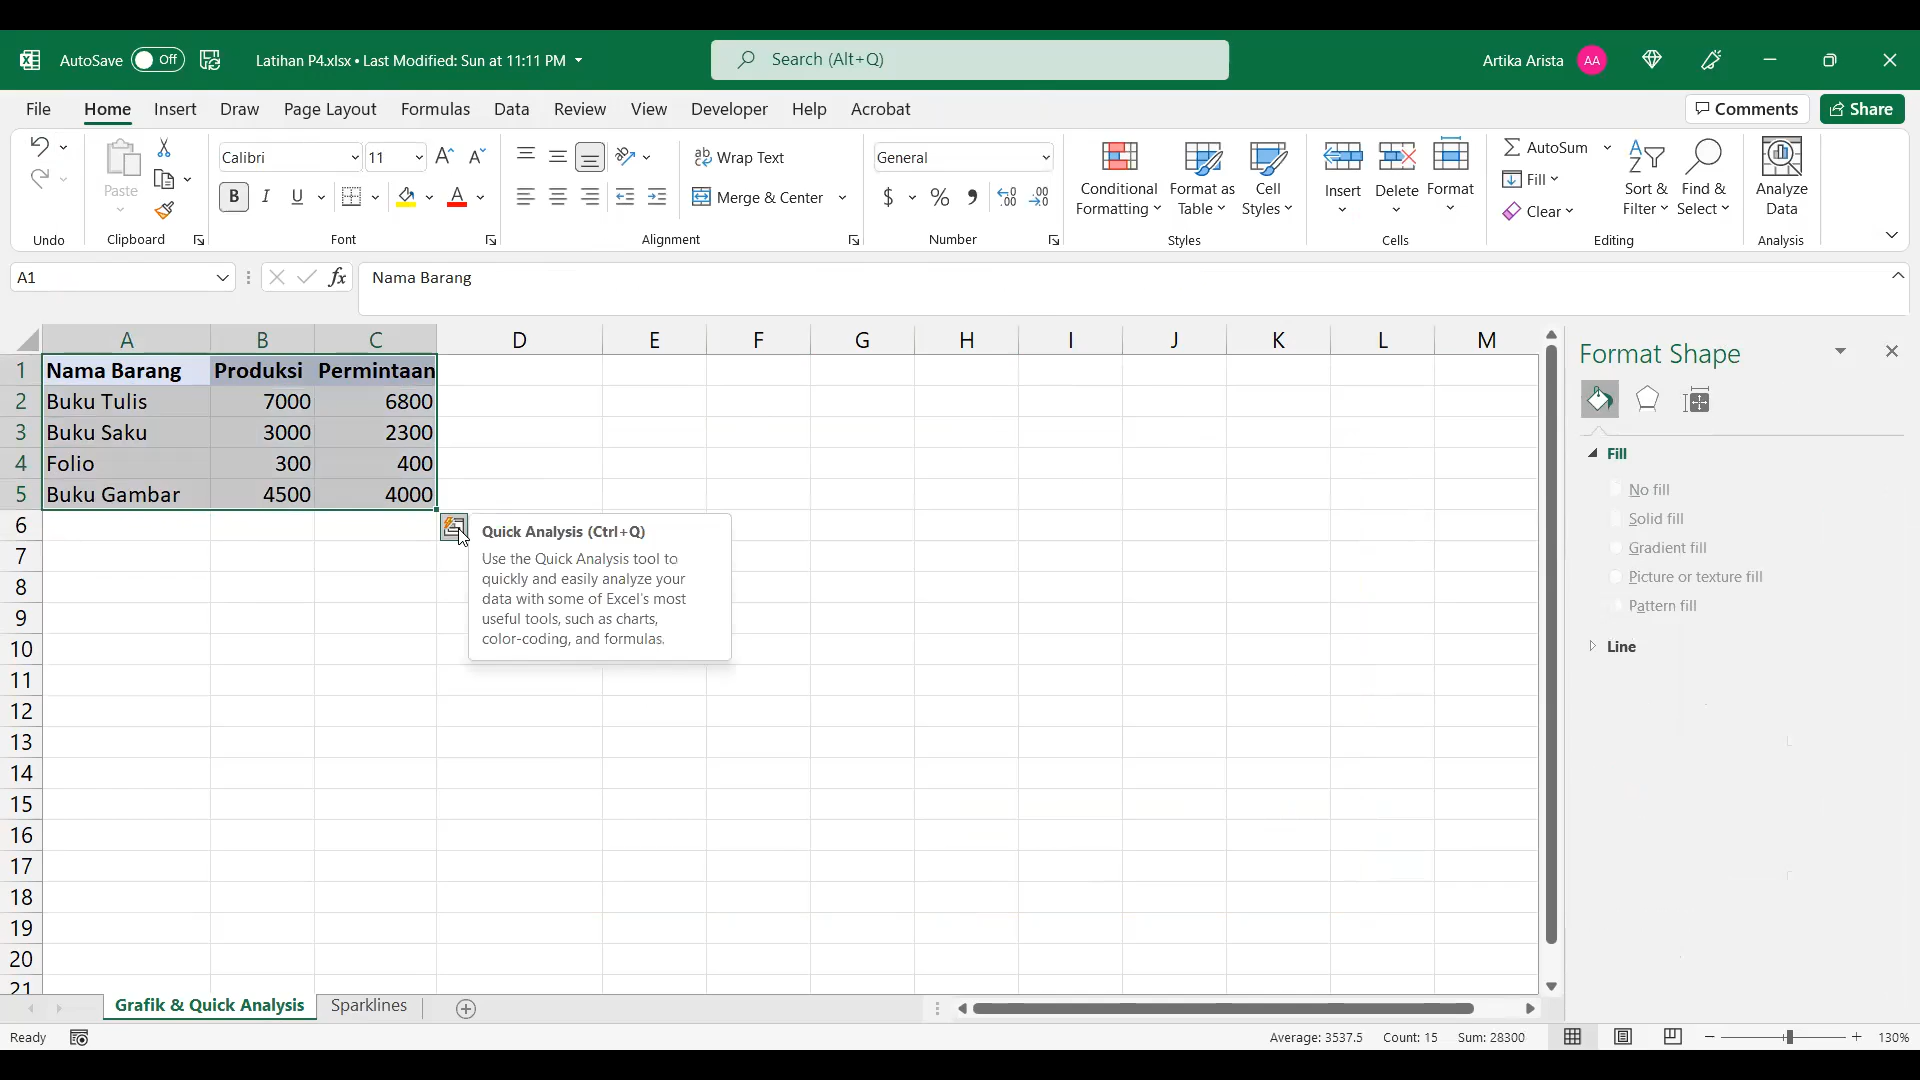 AutoSave Off Latihan P4.xlsx • Last Modified: Sun at 11:11 PM Search (Alt+Q) Artika Arista AA
File Home Insert Draw Page Layout Formulas Data Review View Developer Help Acrobat Comments Share
Calibri 11 Wrap Text General AutoSum
Paste Conditional Formatting Format as Table Cell Styles Insert Delete Format Fill Sort & Filter Find & Select Analyze Data
B I U Merge & Center $ % Clear
Undo Clipboard Font Alignment Number Styles Cells Editing Analysis
A1 fx Nama Barang
A B C D E F G H I J K L M
1 Nama Barang Produksi Permintaan
2 Buku Tulis 7000 6800
3 Buku Saku 3000 2300
4 Folio 300 400
5 Buku Gambar 4500 4000
6
7
8
9
10
11
12
13
14
15
16
17
18
19
20
21
Quick Analysis (Ctrl+Q)
Use the Quick Analysis tool to
quickly and easily analyze your
data with some of Excel's most
useful tools, such as charts,
color-coding, and formulas.
Format Shape
Fill
No fill
Solid fill
Gradient fill
Picture or texture fill
Pattern fill
Line
Grafik & Quick Analysis Sparklines
Ready Average: 3537.5 Count: 15 Sum: 28300 130%